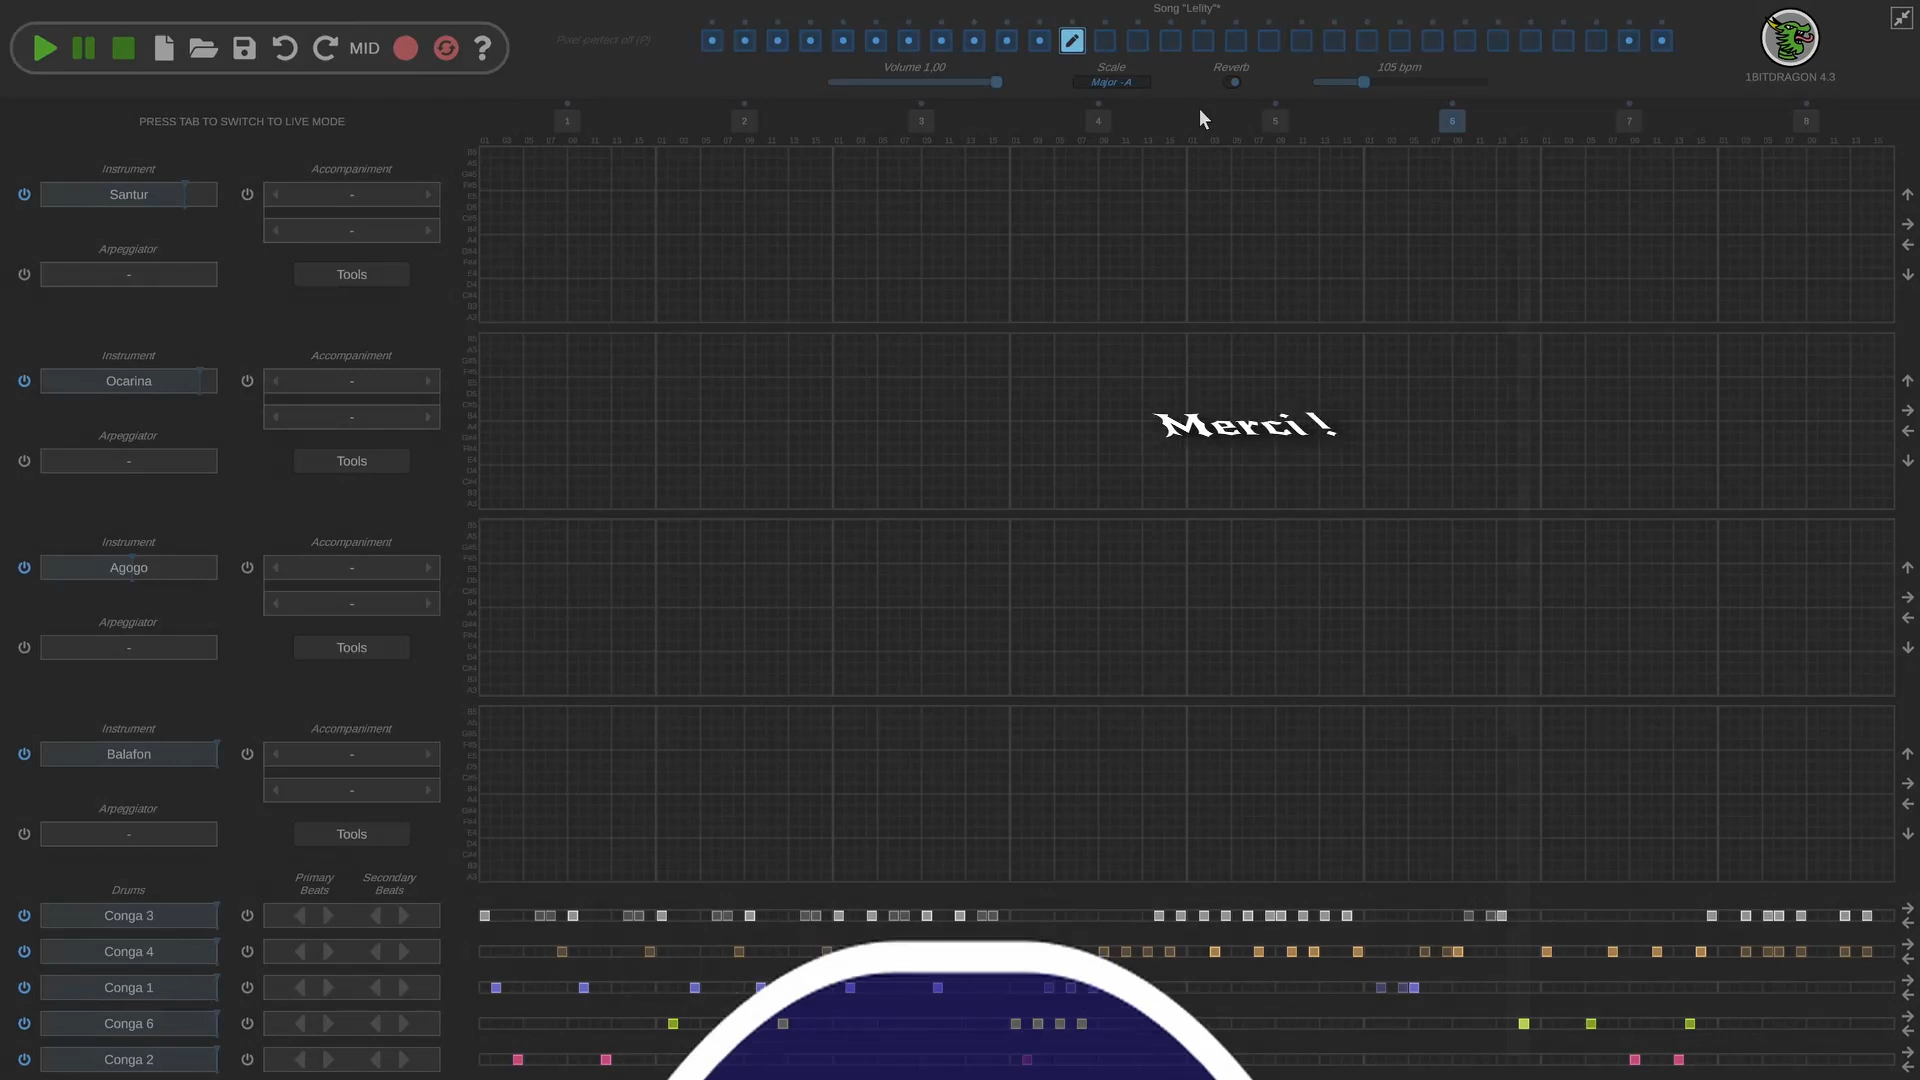 Song "Lelity"*
MID
?
Pixel-perfect off (P)
Volume 1,00
Scale
Major -A
Reverb
105 bpm
1BITDRAGON 4.3
PRESS TAB TO SWITCH TO LIVE MODE
1 2 3 4 5 6 7 8
Instrument
Accompaniment
Santur
-
-
Arpeggiator
-
Tools
Instrument
Accompaniment
Ocarina
-
-
Arpeggiator
-
Tools
Merci !
Instrument
Accompaniment
Agogo
-
-
Arpeggiator
-
Tools
Instrument
Accompaniment
Balafon
-
-
Arpeggiator
-
Tools
Drums
Primary Beats
Secondary Beats
Conga 3
Conga 4
Conga 1
Conga 6
Conga 2